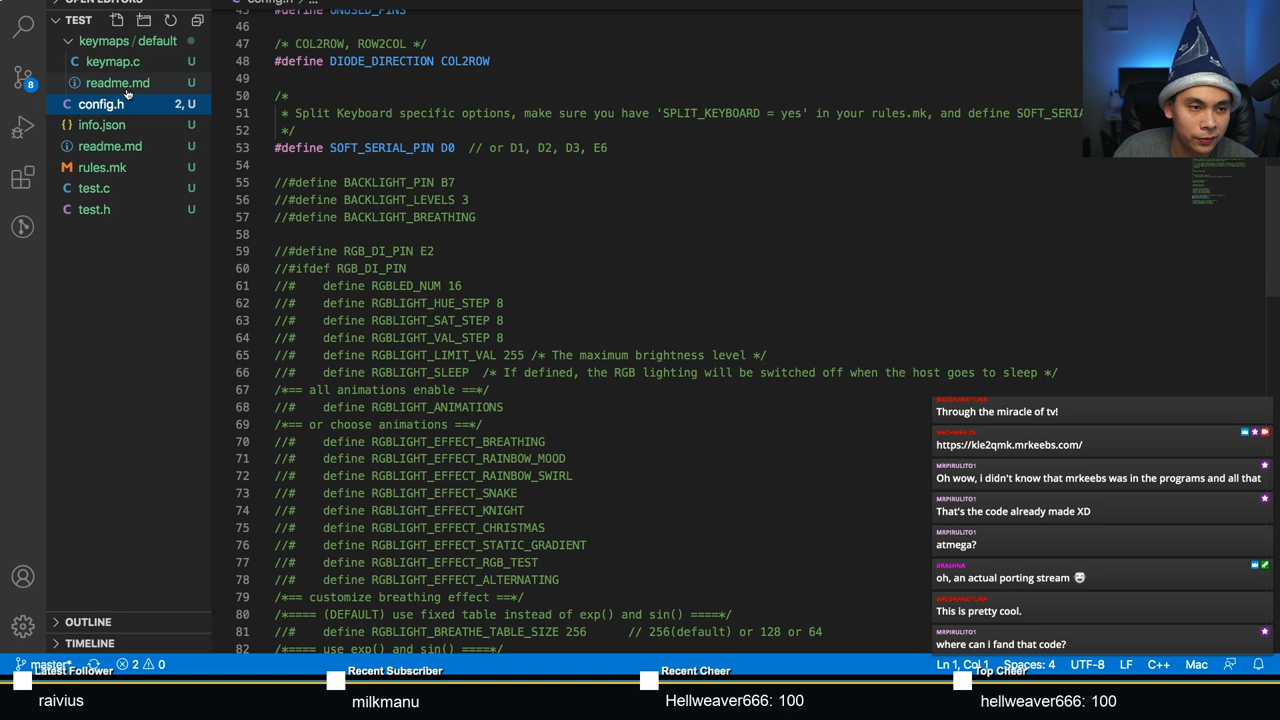 OPEN EDITORS
TEST
keymaps / default
keymap.c U
readme.md U
config.h 2, U
info.json U
readme.md U
rules.mk U
test.c U
test.h U
8
OUTLINE
TIMELINE
config.h > ...
45 #define UNUSED_PINS
46
47 /* COL2ROW, ROW2COL */
48 #define DIODE_DIRECTION COL2ROW
49
50 /*
51 * Split Keyboard specific options, make sure you have 'SPLIT_KEYBOARD = yes' in your rules.mk, and define SOFT_SERIA
52 */
53 #define SOFT_SERIAL_PIN D0 // or D1, D2, D3, E6
54
55 //#define BACKLIGHT_PIN B7
56 //#define BACKLIGHT_LEVELS 3
57 //#define BACKLIGHT_BREATHING
58
59 //#define RGB_DI_PIN E2
60 //#ifdef RGB_DI_PIN
61 //# define RGBLED_NUM 16
62 //# define RGBLIGHT_HUE_STEP 8
63 //# define RGBLIGHT_SAT_STEP 8
64 //# define RGBLIGHT_VAL_STEP 8
65 //# define RGBLIGHT_LIMIT_VAL 255 /* The maximum brightness level */
66 //# define RGBLIGHT_SLEEP /* If defined, the RGB lighting will be switched off when the host goes to sleep */
67 /*== all animations enable ==*/
68 //# define RGBLIGHT_ANIMATIONS
69 /*== or choose animations ==*/
70 //# define RGBLIGHT_EFFECT_BREATHING
71 //# define RGBLIGHT_EFFECT_RAINBOW_MOOD
72 //# define RGBLIGHT_EFFECT_RAINBOW_SWIRL
73 //# define RGBLIGHT_EFFECT_SNAKE
74 //# define RGBLIGHT_EFFECT_KNIGHT
75 //# define RGBLIGHT_EFFECT_CHRISTMAS
76 //# define RGBLIGHT_EFFECT_STATIC_GRADIENT
77 //# define RGBLIGHT_EFFECT_RGB_TEST
78 //# define RGBLIGHT_EFFECT_ALTERNATING
79 /*== customize breathing effect ==*/
80 /*==== (DEFAULT) use fixed table instead of exp() and sin() ====*/
81 //# define RGBLIGHT_BREATHE_TABLE_SIZE 256 // 256(default) or 128 or 64
82 /*==== use exp() and sin() ====*/
BACONANDTUNA
Through the miracle of tv!
MECHMERLIN
https://kle2qmk.mrkeebs.com/
MRPIRULITO1
Oh wow, i didn't know that mrkeebs was in the programs and all that
MRPIRULITO1
That's the code already made XD
MRPIRULITO1
atmega?
DRASHNA
oh, an actual porting stream
BACONANDTUNA
This is pretty cool.
MRPIRULITO1
where can i fand that code?
master* 2 0
Ln 1, Col 1 Spaces: 4 UTF-8 LF C++ Mac
Latest Follower
raivius
Recent Subscriber
milkmanu
Recent Cheer
Hellweaver666: 100
Top Cheer
hellweaver666: 100